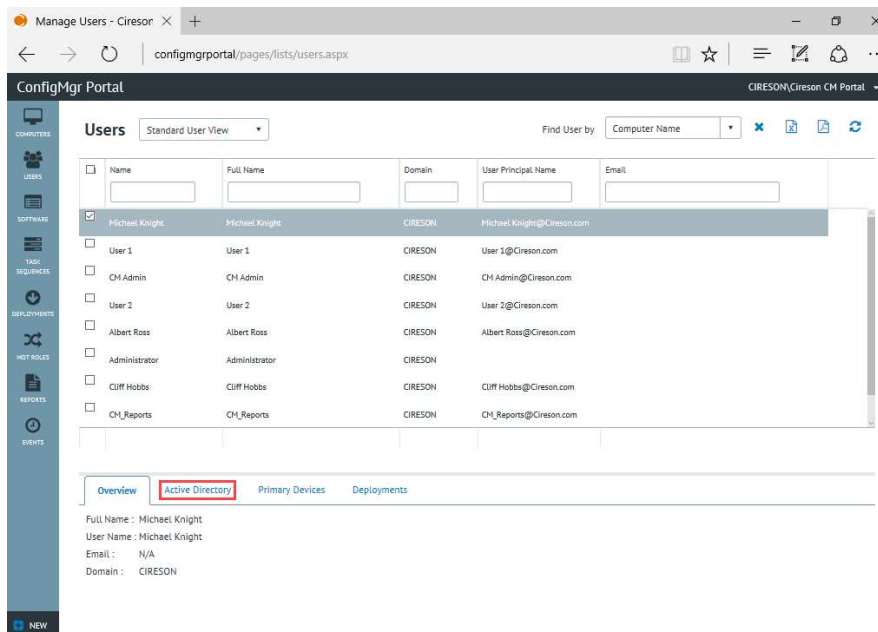 Manage Users - Cireson
configmgrportal/pages/lists/users.aspx
ConfigMgr Portal
CIRESON\Cireson CM Portal
COMPUTERS
USERS
SOFTWARE
TASK
SEQUENCES
DEPLOYMENTS
MDT ROLES
REPORTS
EVENTS
NEW
Users
Standard User View
Find User by
Computer Name
Name Full Name Domain User Principal Name Email
Michael Knight Michael Knight CIRESON Michael Knight@Cireson.com
User 1 User 1 CIRESON User 1@Cireson.com
CM Admin CM Admin CIRESON CM Admin@Cireson.com
User 2 User 2 CIRESON User 2@Cireson.com
Albert Ross Albert Ross CIRESON Albert Ross@Cireson.com
Administrator Administrator CIRESON
Cliff Hobbs Cliff Hobbs CIRESON Cliff Hobbs@Cireson.com
CM_Reports CM_Reports CIRESON CM_Reports@Cireson.com
Overview Active Directory Primary Devices Deployments
Full Name : Michael Knight
User Name : Michael Knight
Email : N/A
Domain : CIRESON